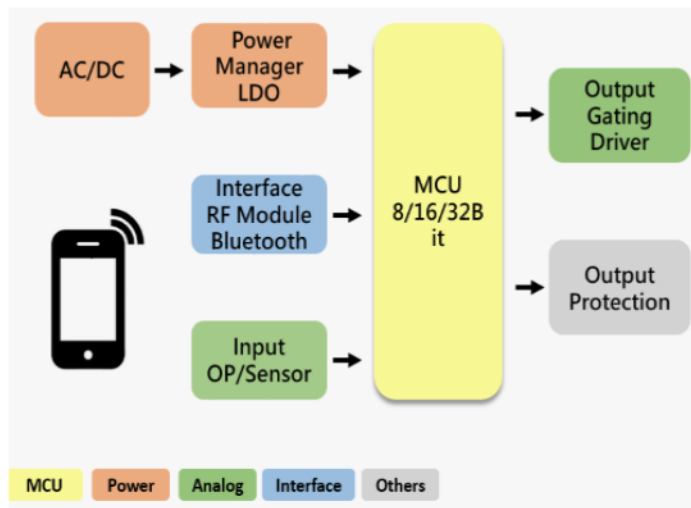 AC/DC
Power
Manager
LDO
Interface
RF Module
Bluetooth
Input
OP/Sensor
MCU
8/16/32B
it
Output
Gating
Driver
Output
Protection
MCU
Power
Analog
Interface
Others